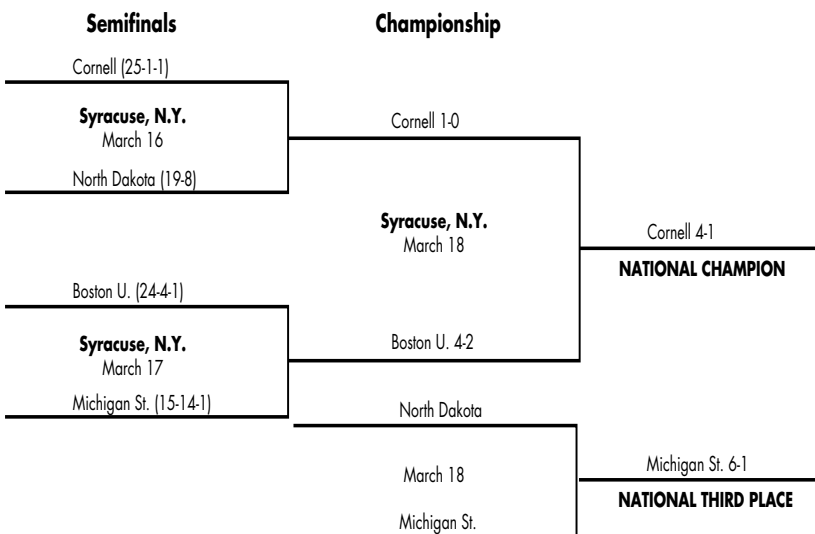 Semifinals
Championship
Cornell (25-1-1)
Syracuse, N.Y.
March 16
North Dakota (19-8)
Cornell 1-0
Syracuse, N.Y.
March 18
Cornell 4-1
NATIONAL CHAMPION
Boston U. (24-4-1)
Syracuse, N.Y.
March 17
Michigan St. (15-14-1)
Boston U. 4-2
North Dakota
March 18
Michigan St.
Michigan St. 6-1
NATIONAL THIRD PLACE